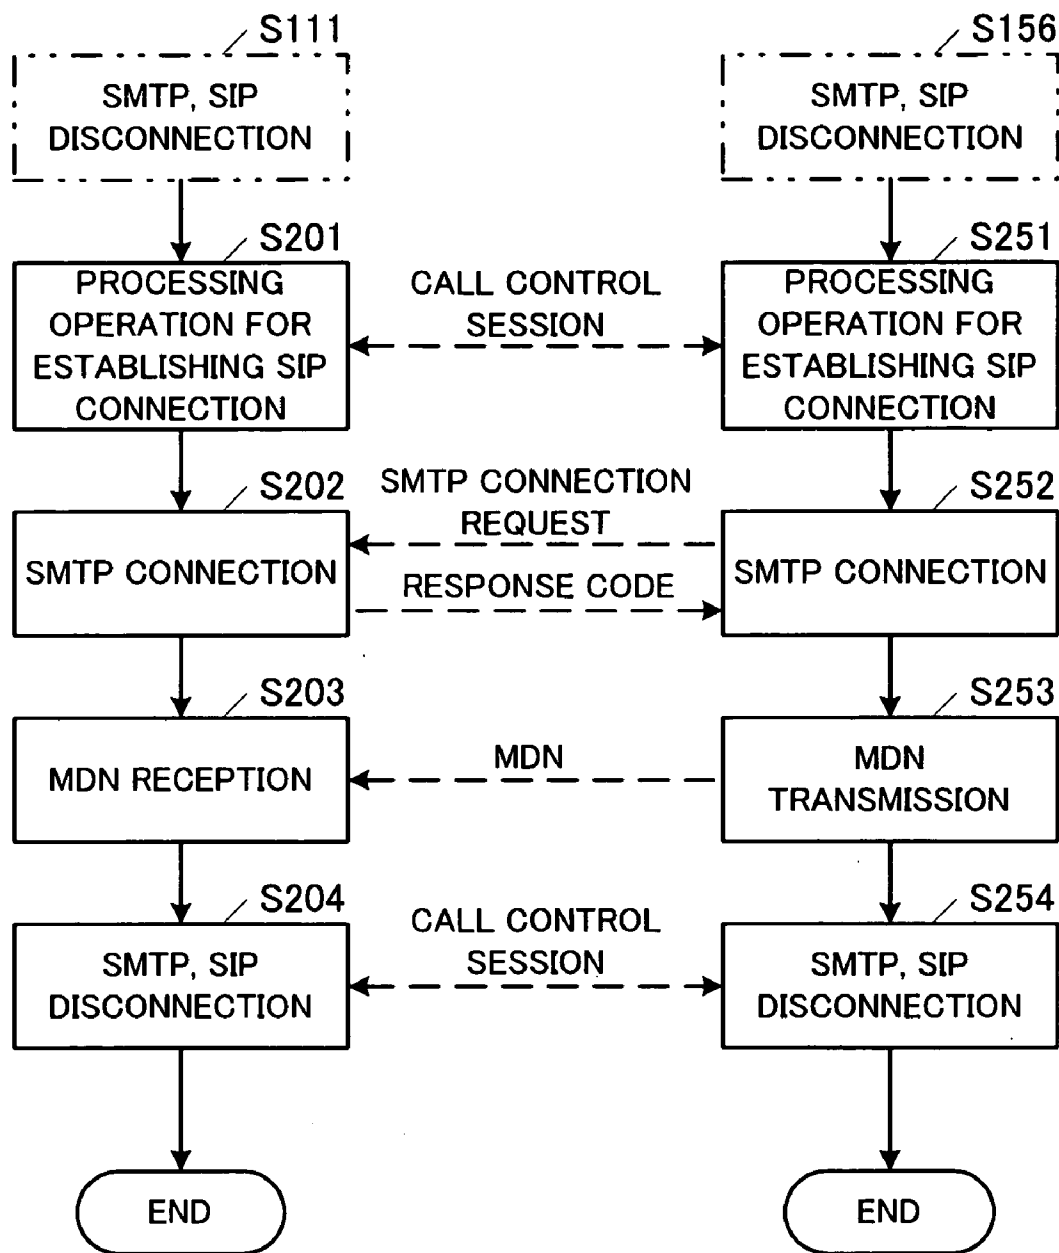 S111
SMTP, SIP
DISCONNECTION
S156
SMTP, SIP
DISCONNECTION
S201
PROCESSING
OPERATION FOR
ESTABLISHING SIP
CONNECTION
CALL CONTROL
SESSION
S251
PROCESSING
OPERATION FOR
ESTABLISHING SIP
CONNECTION
S202
SMTP CONNECTION
SMTP CONNECTION
REQUEST
RESPONSE CODE
S252
SMTP CONNECTION
S203
MDN RECEPTION
MDN
S253
MDN
TRANSMISSION
S204
SMTP, SIP
DISCONNECTION
CALL CONTROL
SESSION
S254
SMTP, SIP
DISCONNECTION
END
END